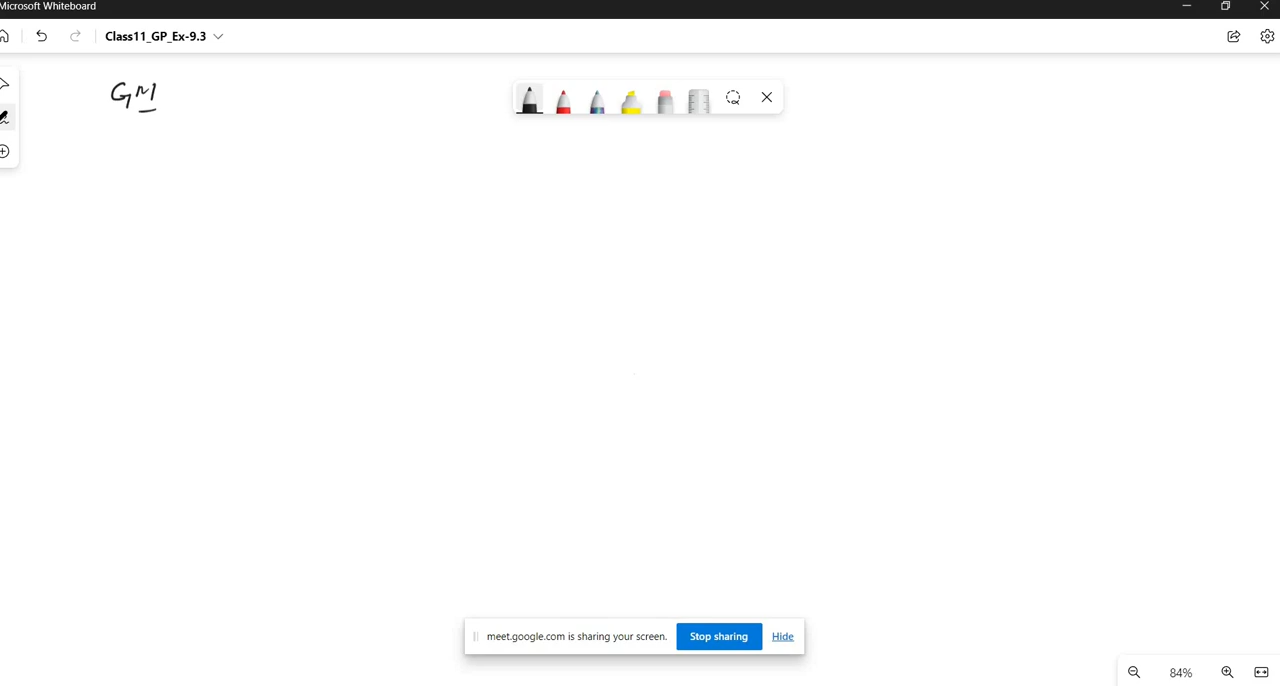 Microsoft Whiteboard
Class11_GP_Ex-9.3
GM
meet.google.com is sharing your screen.
Stop sharing
Hide
84%